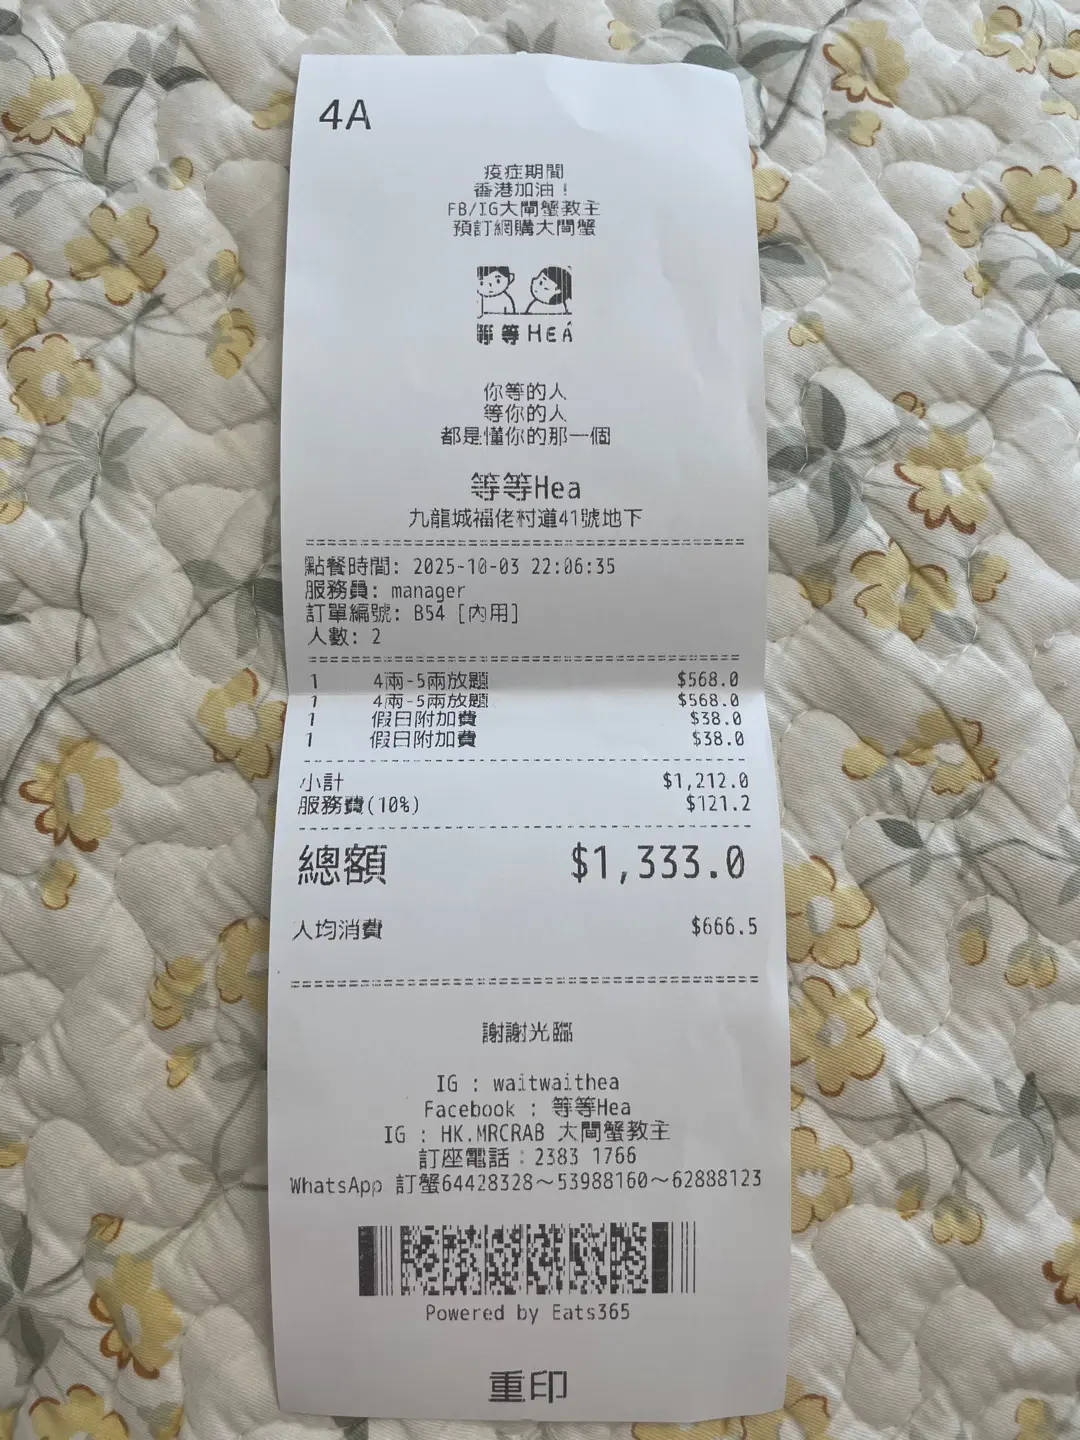 4A
疫症期間
香港加油！
FB/IG大閘蟹教主
預訂網購大閘蟹
等等HEÁ
你等的人
等你的人
都是懂你的那一個
等等Hea
九龍城福佬村道41號地下
點餐時間: 2025-10-03 22:06:35
服務員: manager
訂單編號: B54 [內用]
人數: 2
1 4兩-5兩放題 $568.0
1 4兩-5兩放題 $568.0
1 假日附加費 $38.0
1 假日附加費 $38.0
小計 $1,212.0
服務費(10%) $121.2
總額 $1,333.0
人均消費 $666.5
謝謝光臨
IG : waitwaithea
Facebook : 等等Hea
IG : HK.MRCRAB 大閘蟹教主
訂座電話：2383 1766
WhatsApp 訂蟹64428328～53988160～62888123
Powered by Eats365
重印